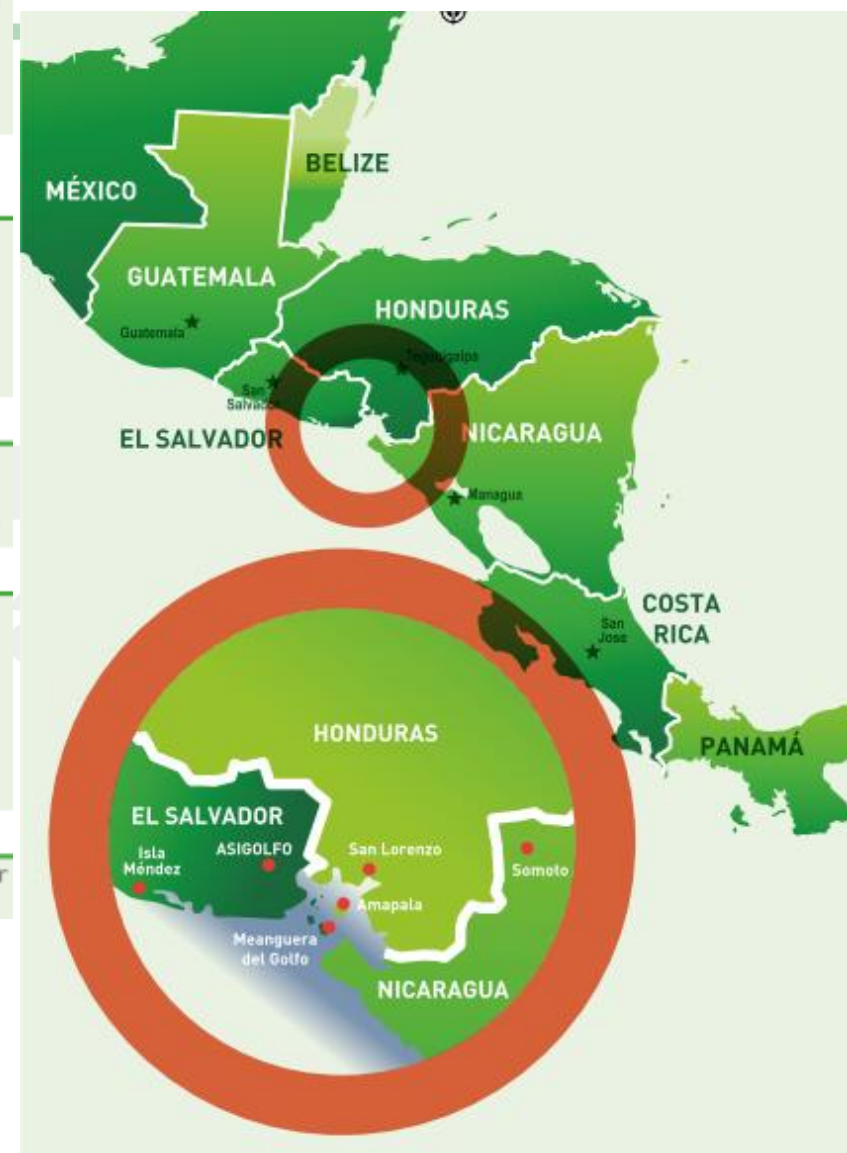 BELIZE
MÉXICO
GUATEMALA
Guatemala
HONDURAS
Tegucigalpa
San
Salvador
EL SALVADOR
NICARAGUA
Managua
COSTA
RICA
San
Jose
PANAMÁ
HONDURAS
EL SALVADOR
Isla
Méndez
ASIGOLFO
San Lorenzo
Somoto
Amapala
Meanguera
del Golfo
NICARAGUA
r